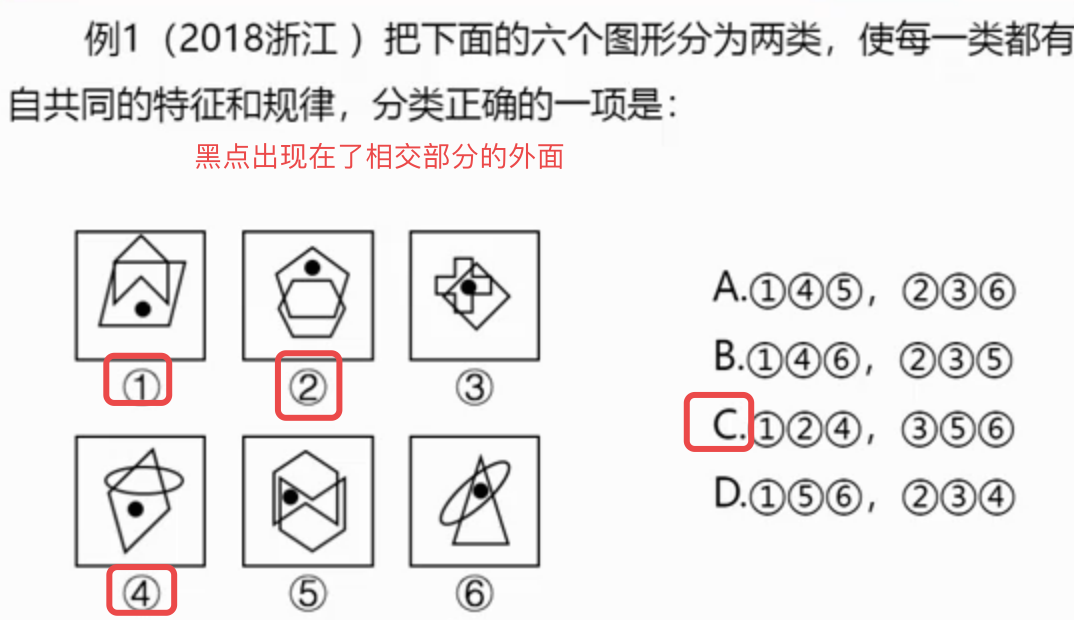 例1（2018浙江 ）把下面的六个图形分为两类，使每一类都有
自共同的特征和规律，分类正确的一项是：
黑点出现在了相交部分的外面
① ② ③
④ ⑤ ⑥
A.①④⑤，②③⑥
B.①④⑥，②③⑤
C.①②④，③⑤⑥
D.①⑤⑥，②③④